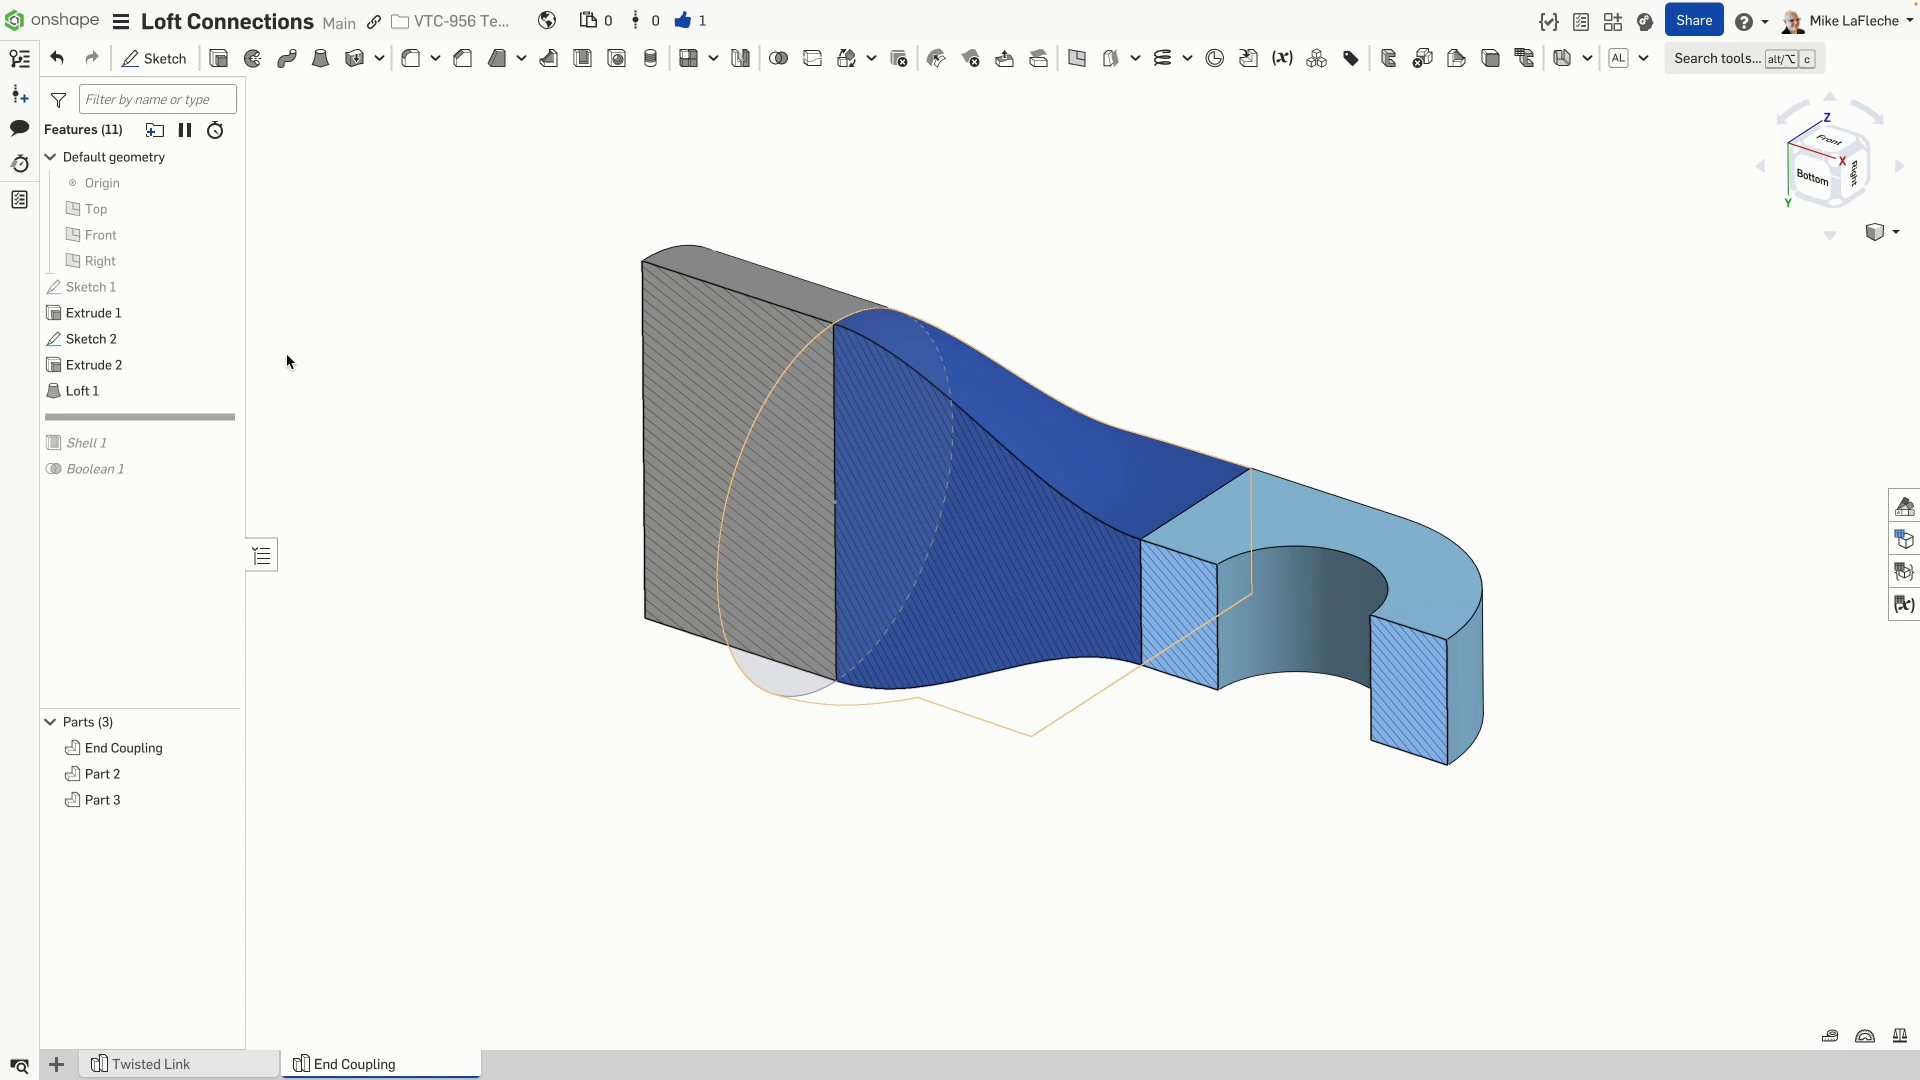 onshape Loft Connections Main VTC-956 Te... 0 0 1 Share Mike LaFleche
Sketch AL Search tools... alt/⌥ c
Filter by name or type
Features (11)
Default geometry
Origin
Top
Front
Right
Sketch 1
Extrude 1
Sketch 2
Extrude 2
Loft 1
Shell 1
Boolean 1
Parts (3)
End Coupling
Part 2
Part 3
Z
Front
X
Bottom
Right
Y
(x)
Twisted Link End Coupling